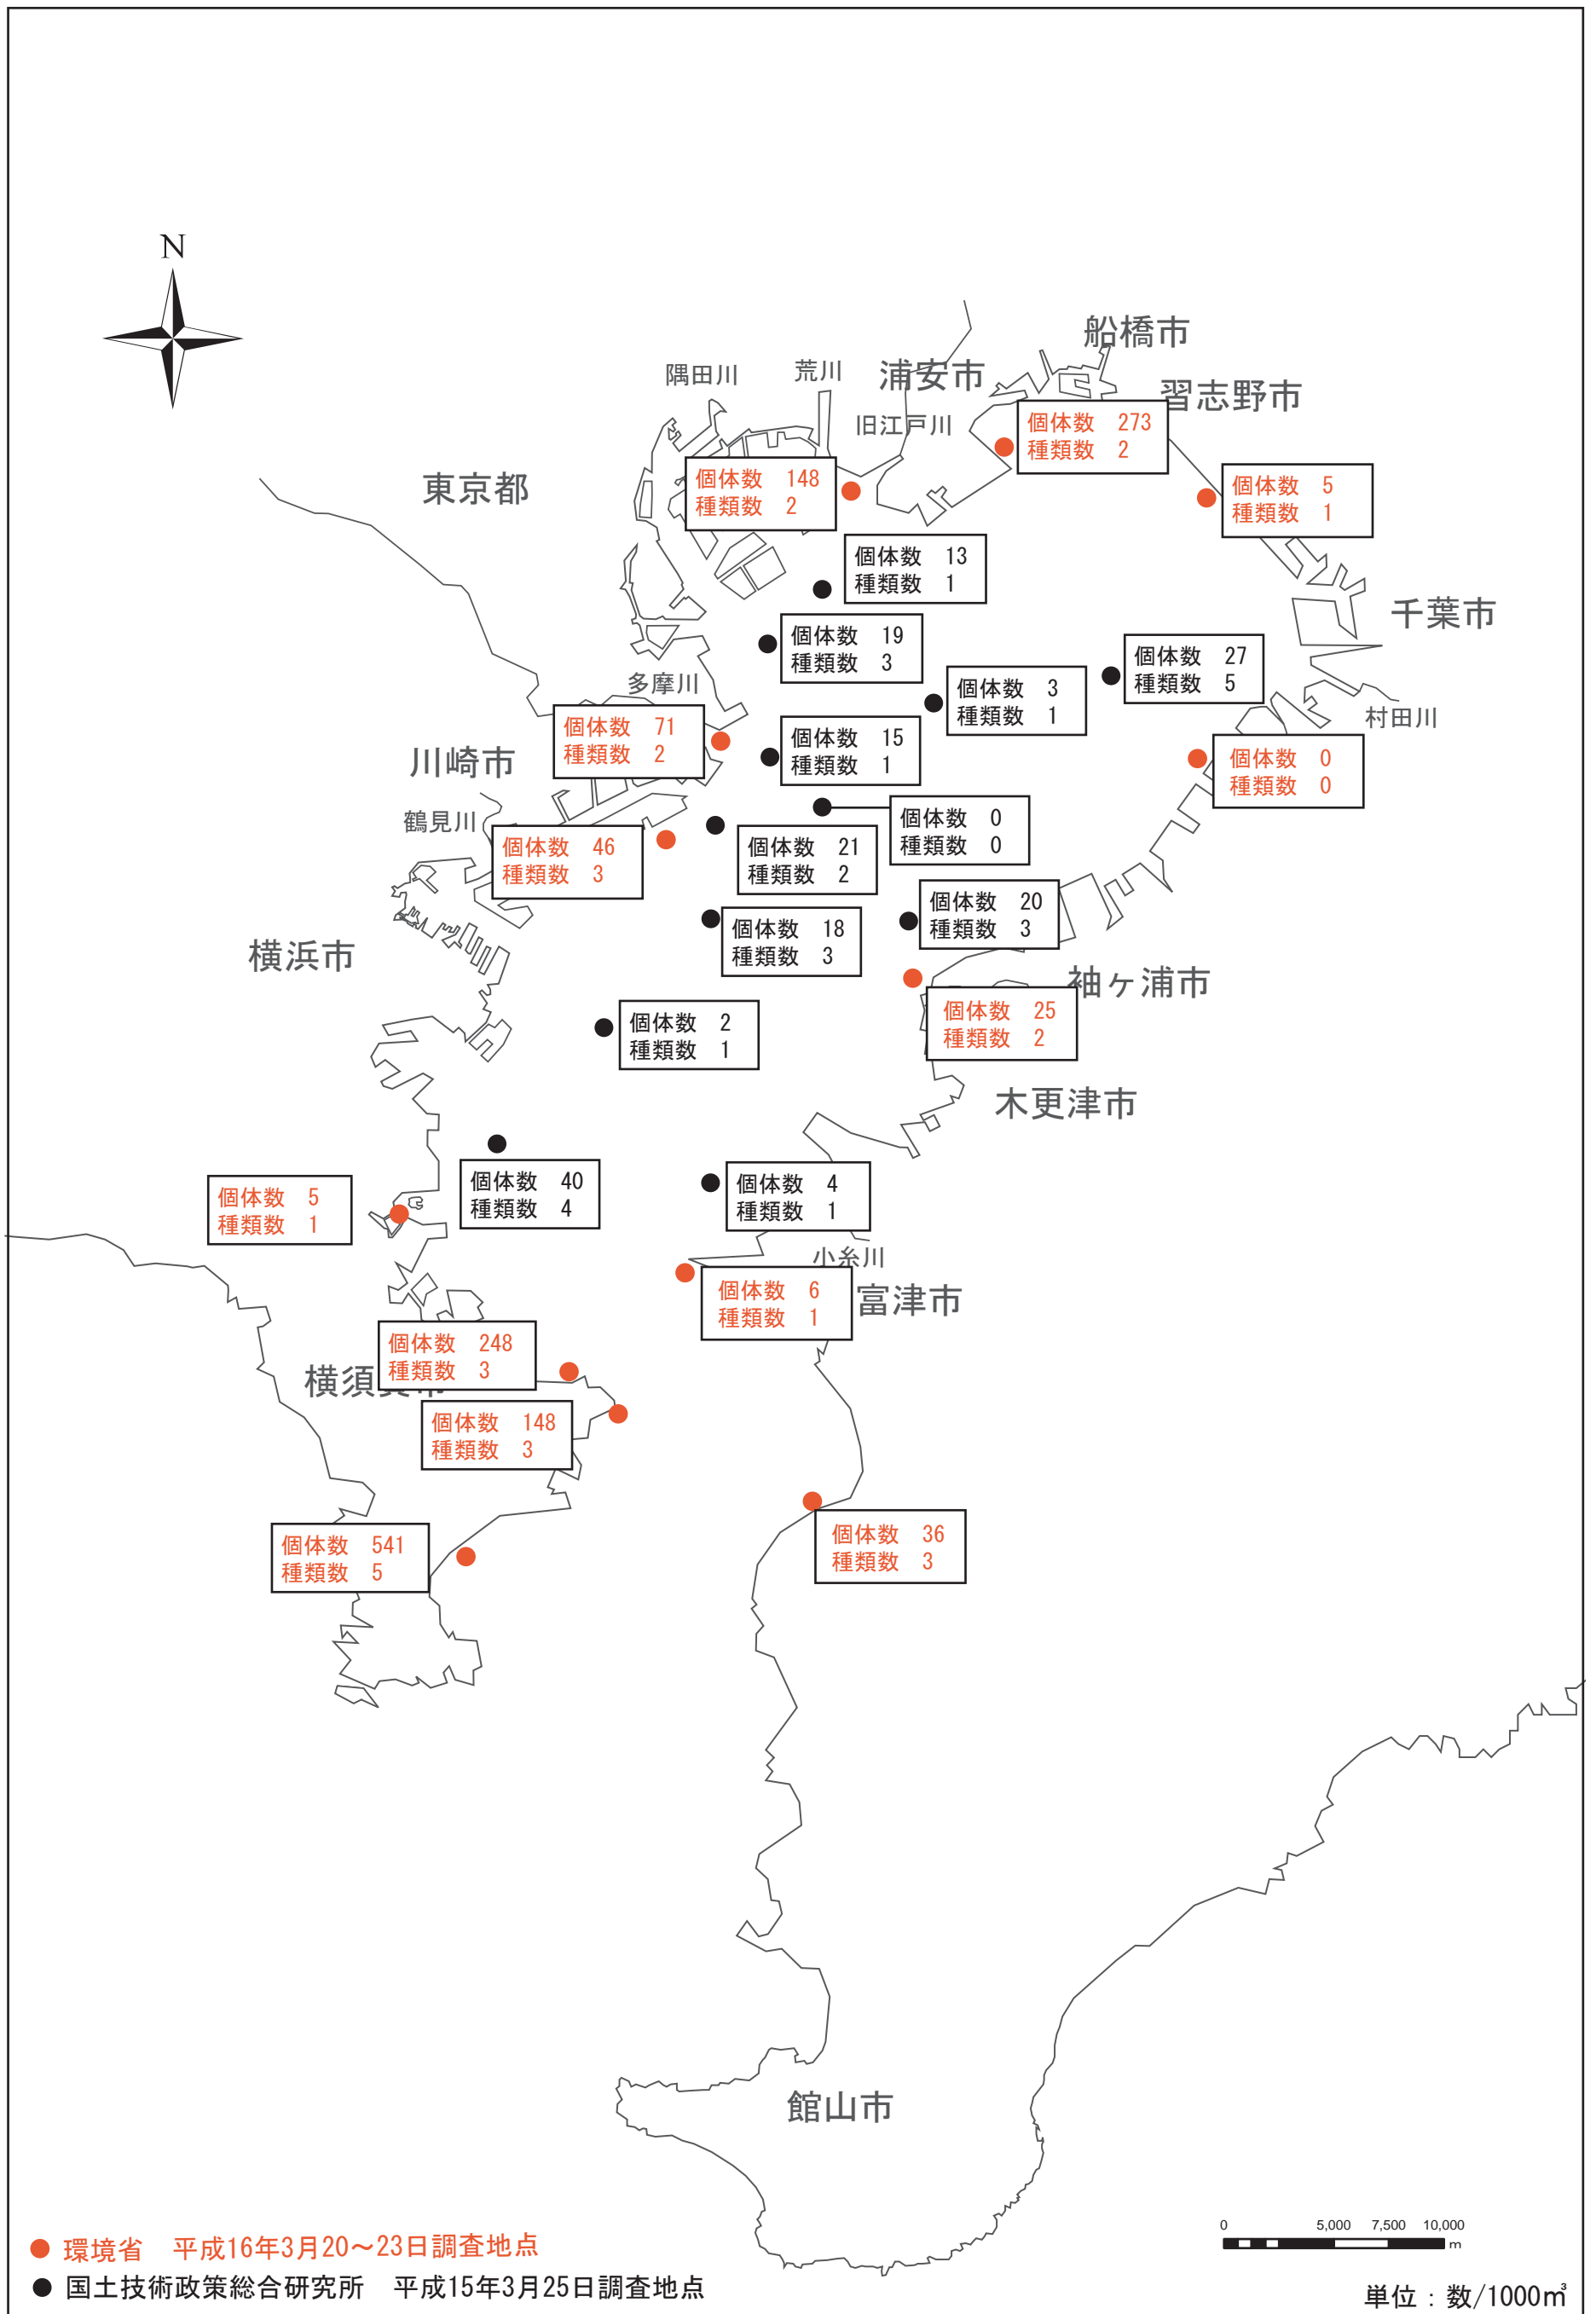 N
船橋市
隅田川
荒川
浦安市
習志野市
旧江戸川
個体数 273
種類数 2
東京都
個体数 148
種類数 2
個体数 5
種類数 1
個体数 13
種類数 1
千葉市
個体数 19
種類数 3
個体数 27
種類数 5
多摩川
個体数 3
種類数 1
村田川
個体数 71
種類数 2
川崎市
個体数 15
種類数 1
個体数 0
種類数 0
鶴見川
個体数 0
種類数 0
個体数 46
種類数 3
個体数 21
種類数 2
個体数 20
種類数 3
個体数 18
種類数 3
横浜市
袖ヶ浦市
個体数 25
種類数 2
個体数 2
種類数 1
木更津市
個体数 5
種類数 1
個体数 40
種類数 4
個体数 4
種類数 1
小糸川
個体数 6
種類数 1
富津市
個体数 248
種類数 3
横須賀市
個体数 148
種類数 3
個体数 541
種類数 5
個体数 36
種類数 3
館山市
0 5,000 7,500 10,000
m
環境省 平成16年3月20～23日調査地点
国土技術政策総合研究所 平成15年3月25日調査地点
単位：数/1000㎥